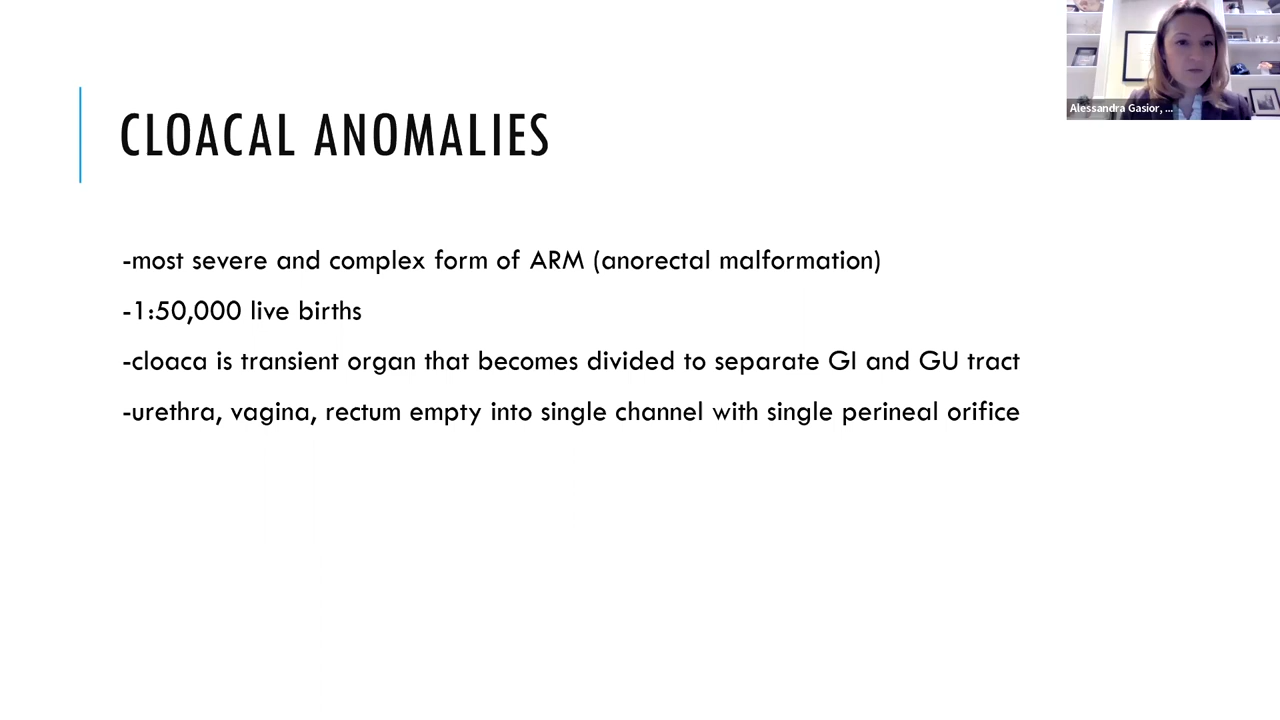 CLOACAL ANOMALIES
-most severe and complex form of ARM (anorectal malformation)
-1:50,000 live births
-cloaca is transient organ that becomes divided to separate GI and GU tract
-urethra, vagina, rectum empty into single channel with single perineal orifice
Alessandra Gasior, ...